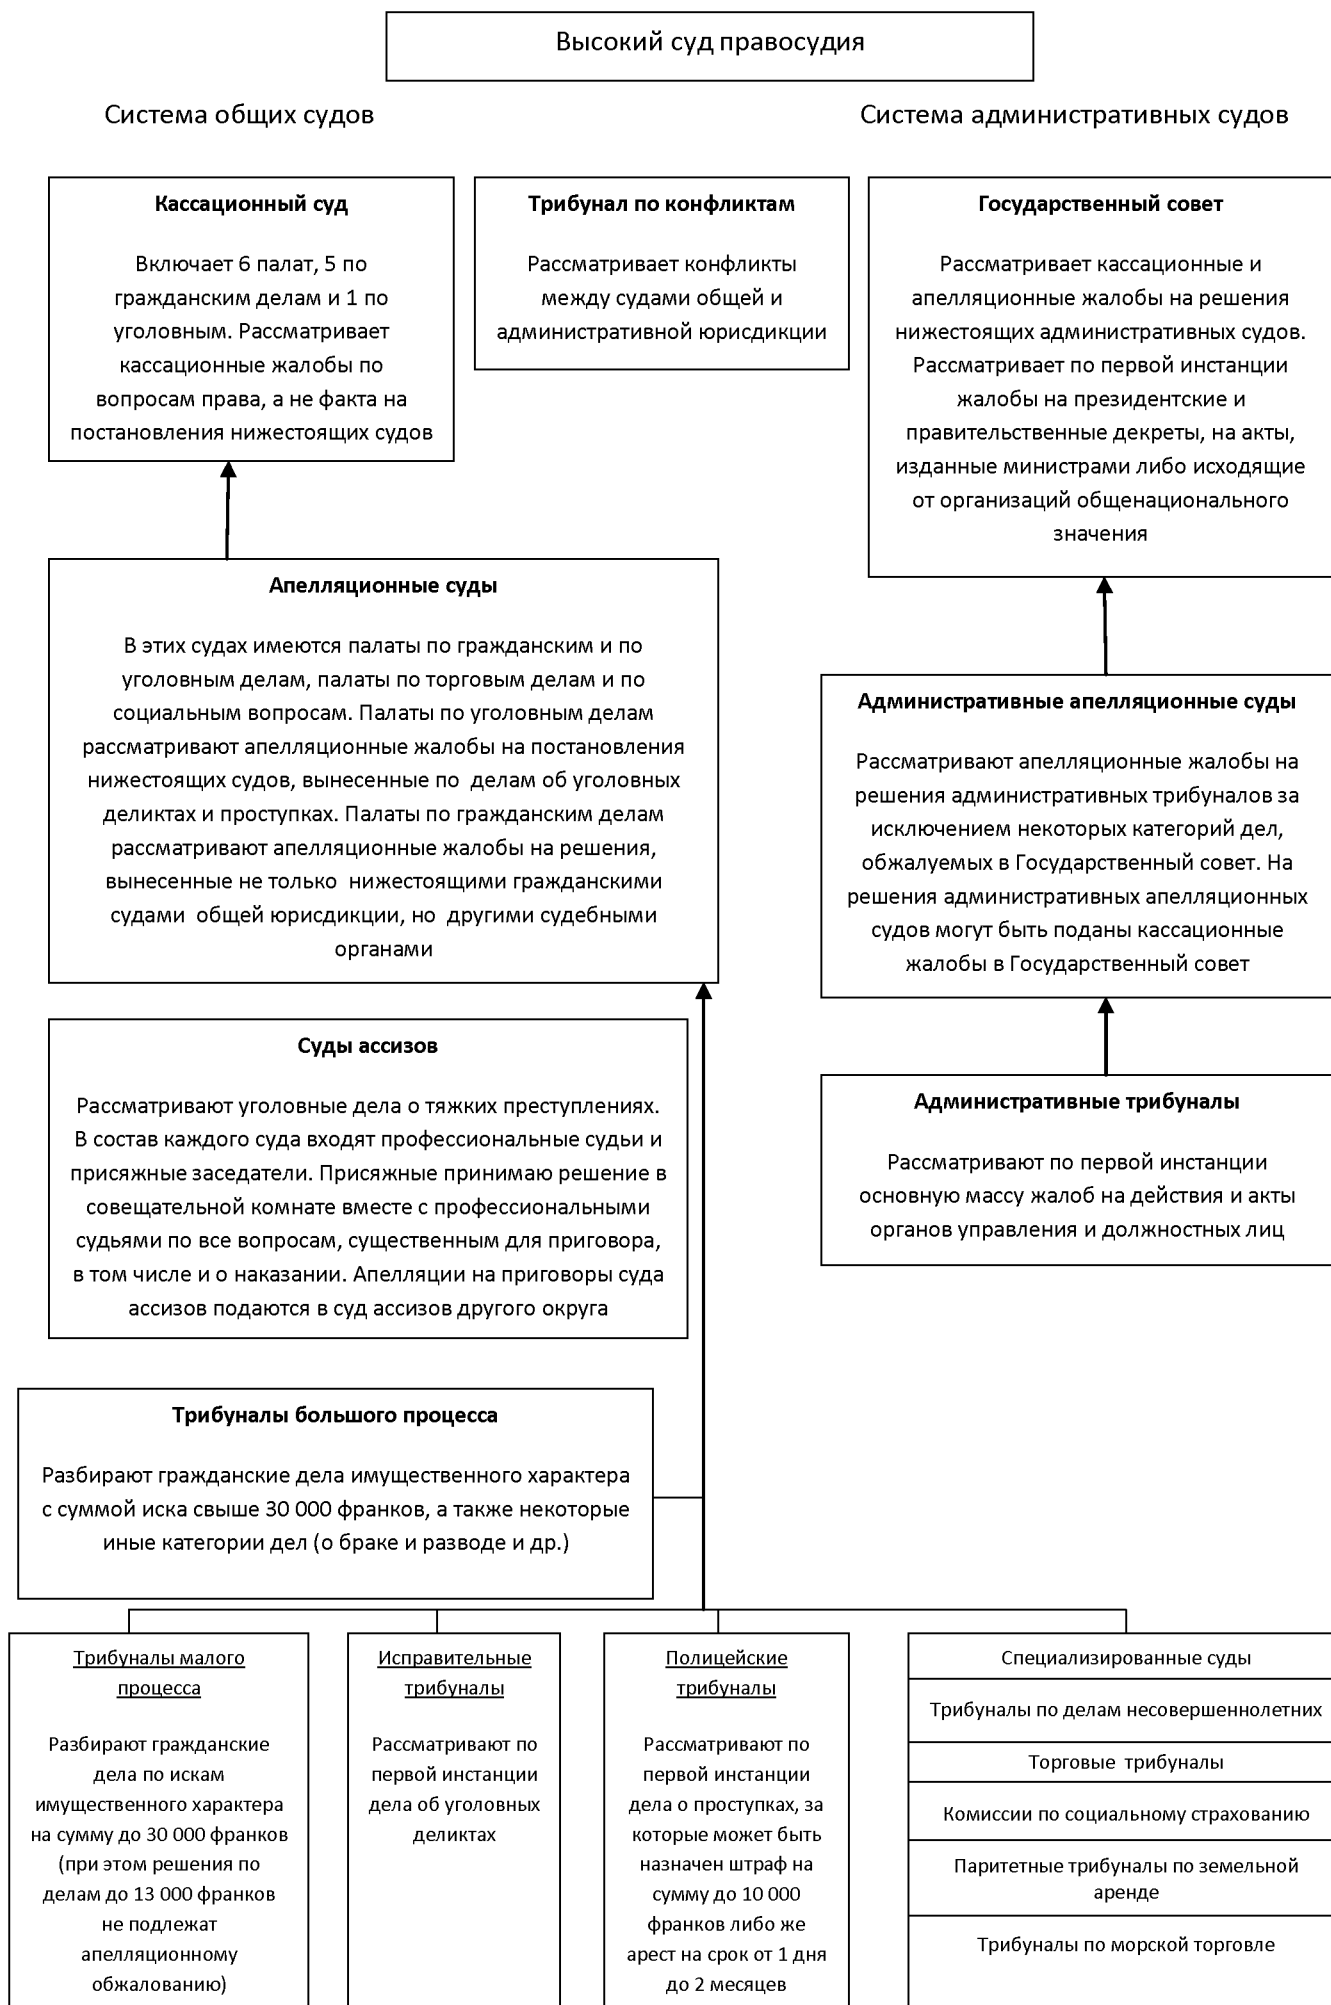 Высокий суд правосудия
Система общих судов
Система административных судов
Кассационный суд
Включает 6 палат, 5 по
гражданским делам и 1 по
уголовным. Рассматривает
кассационные жалобы по
вопросам права, а не факта на
постановления нижестоящих судов
Трибунал по конфликтам
Рассматривает конфликты
между судами общей и
административной юрисдикции
Государственный совет
Рассматривает кассационные и
апелляционные жалобы на решения
нижестоящих административных судов.
Рассматривает по первой инстанции
жалобы на президентские и
правительственные декреты, на акты,
изданные министрами либо исходящие
от организаций общенационального
значения
Апелляционные суды
В этих судах имеются палаты по гражданским и по
уголовным делам, палаты по торговым делам и по
социальным вопросам. Палаты по уголовным делам
рассматривают апелляционные жалобы на постановления
нижестоящих судов, вынесенные по делам об уголовных
деликтах и проступках. Палаты по гражданским делам
рассматривают апелляционные жалобы на решения,
вынесенные не только нижестоящими гражданскими
судами общей юрисдикции, но другими судебными
органами
Административные апелляционные суды
Рассматривают апелляционные жалобы на
решения административных трибуналов за
исключением некоторых категорий дел,
обжалуемых в Государственный совет. На
решения административных апелляционных
судов могут быть поданы кассационные
жалобы в Государственный совет
Суды ассизов
Рассматривают уголовные дела о тяжких преступлениях.
В состав каждого суда входят профессиональные судьи и
присяжные заседатели. Присяжные принимаю решение в
совещательной комнате вместе с профессиональными
судьями по все вопросам, существенным для приговора,
в том числе и о наказании. Апелляции на приговоры суда
ассизов подаются в суд ассизов другого округа
Административные трибуналы
Рассматривают по первой инстанции
основную массу жалоб на действия и акты
органов управления и должностных лиц
Трибуналы большого процесса
Разбирают гражданские дела имущественного характера
с суммой иска свыше 30 000 франков, а также некоторые
иные категории дел (о браке и разводе и др.)
Трибуналы малого
процесса
Разбирают гражданские
дела по искам
имущественного характера
на сумму до 30 000 франков
(при этом решения по
делам до 13 000 франков
не подлежат
апелляционному
обжалованию)
Исправительные
трибуналы
Рассматривают по
первой инстанции
дела об уголовных
деликтах
Полицейские
трибуналы
Рассматривают по
первой инстанции
дела о проступках, за
которые может быть
назначен штраф на
сумму до 10 000
франков либо же
арест на срок от 1 дня
до 2 месяцев
Специализированные суды
Трибуналы по делам несовершеннолетних
Торговые трибуналы
Комиссии по социальному страхованию
Паритетные трибуналы по земельной
аренде
Трибуналы по морской торговле